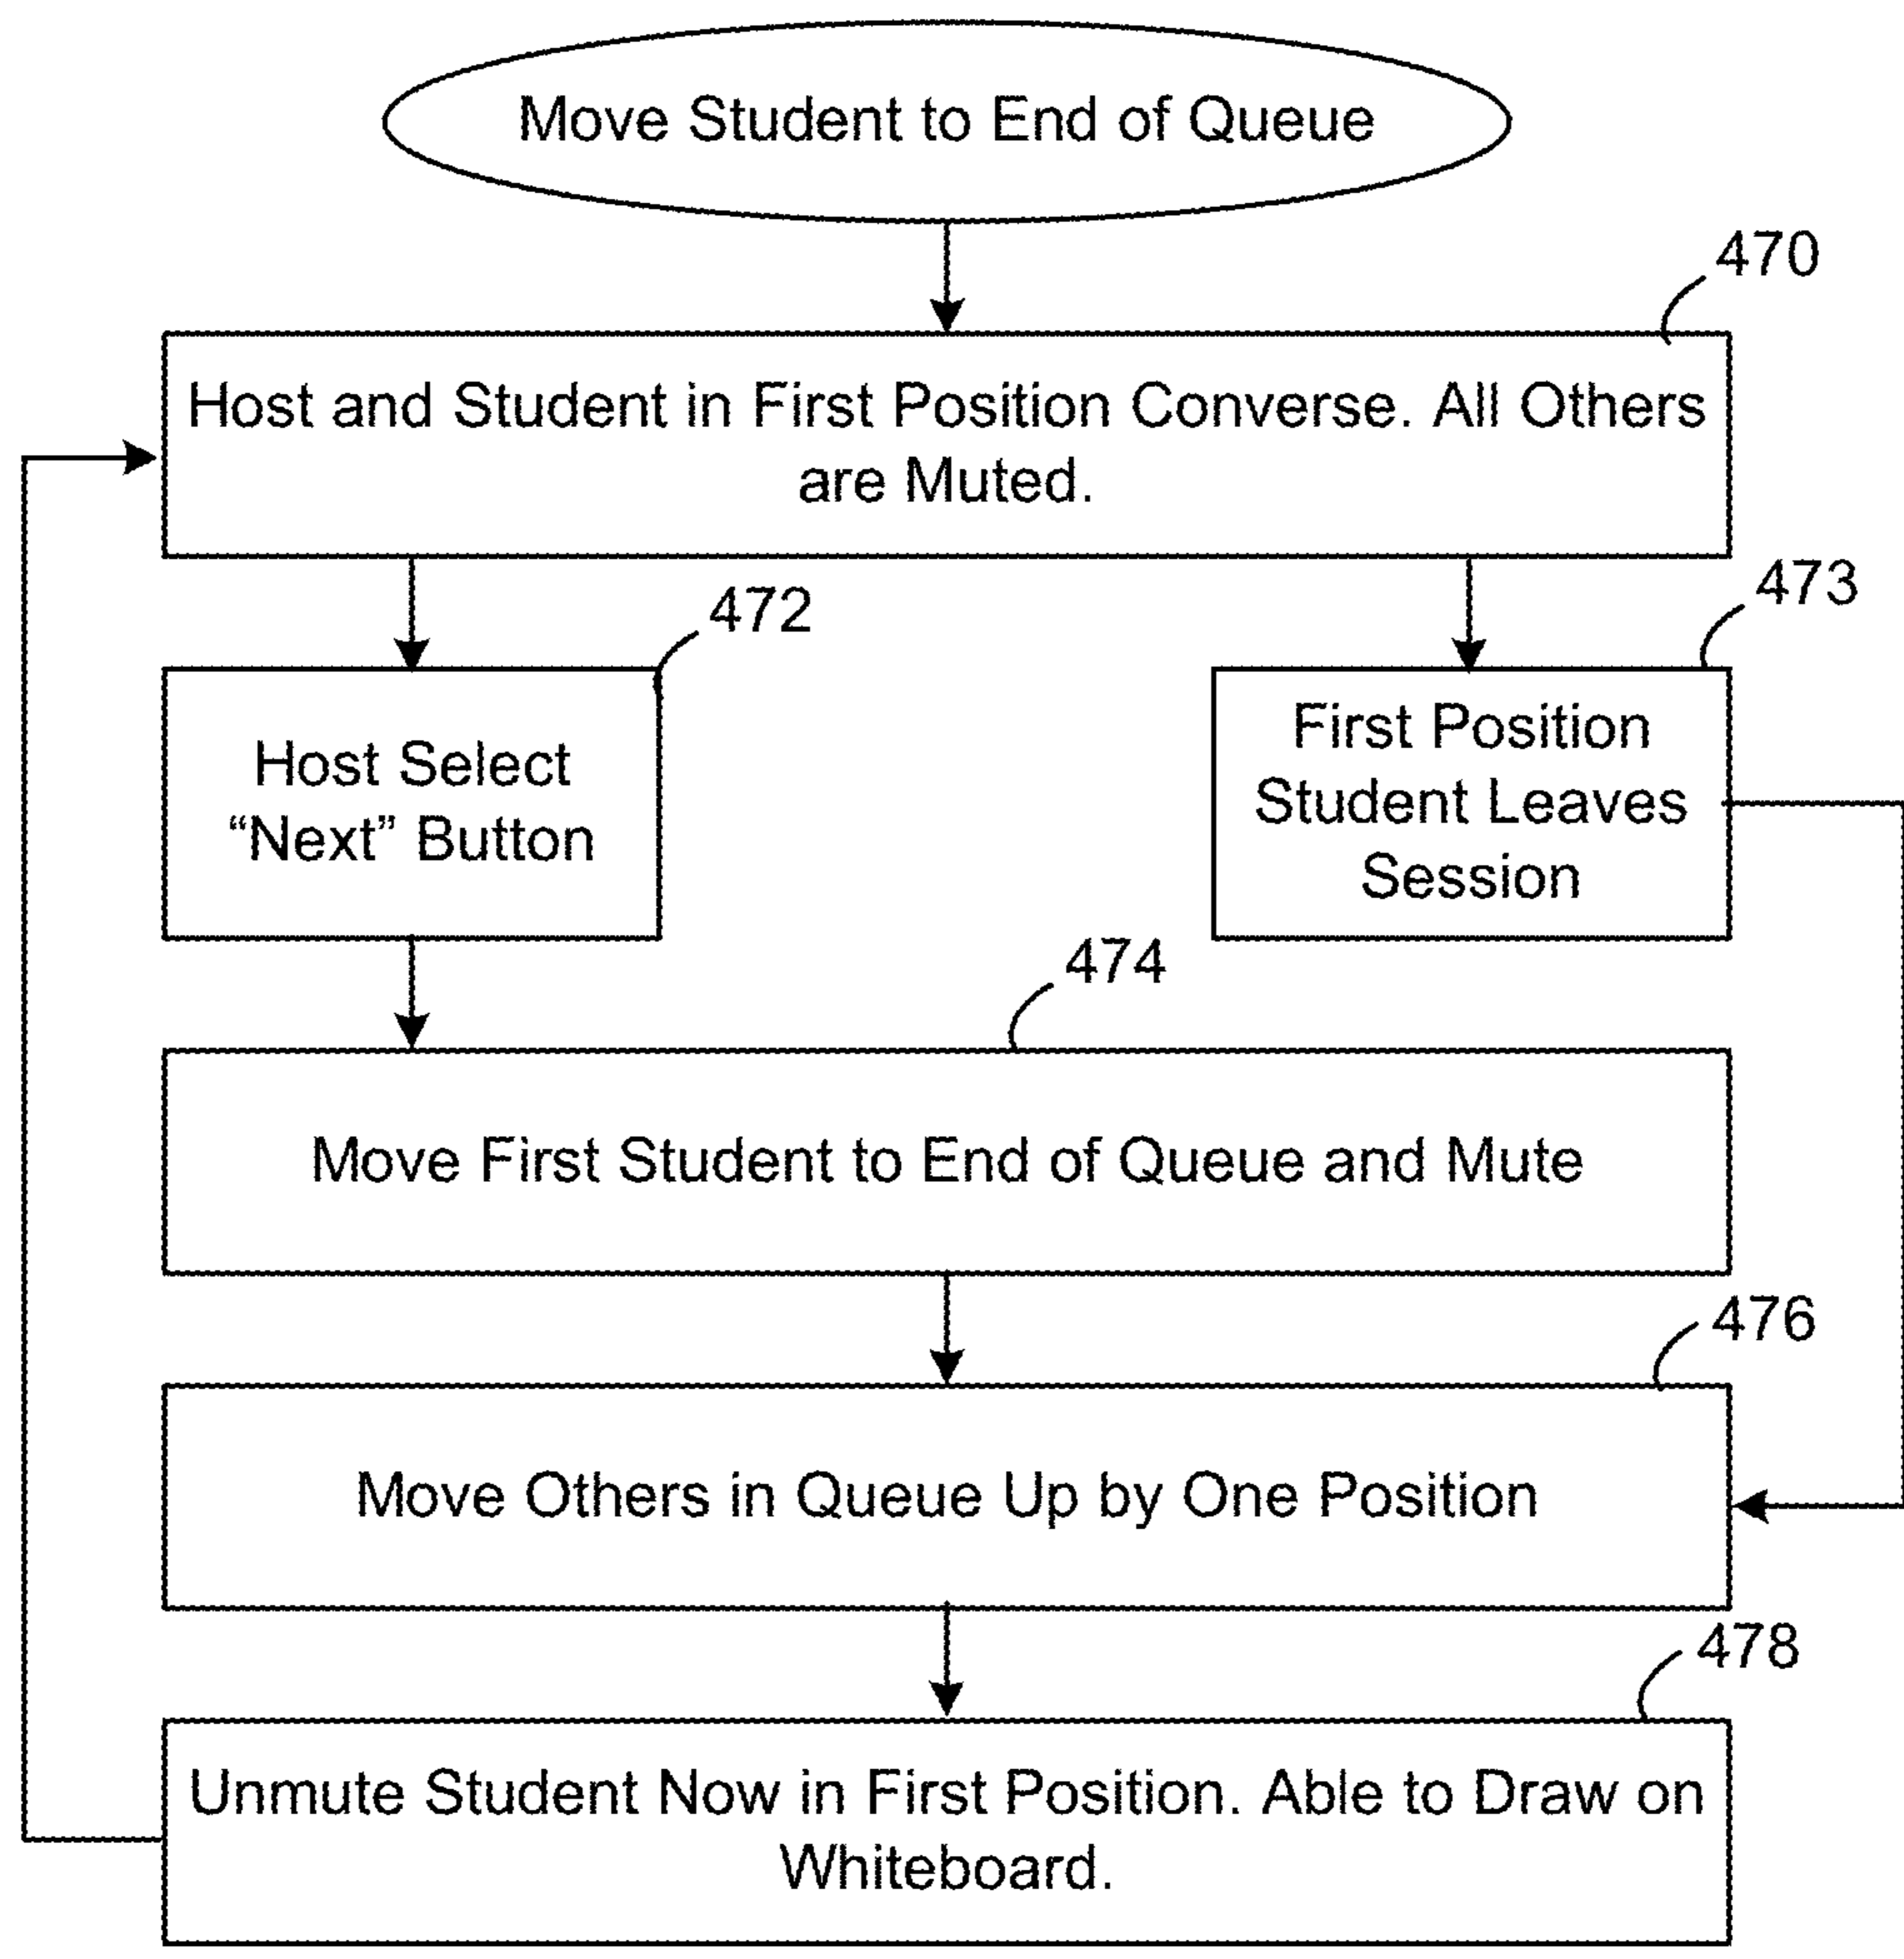 Move Student to End of Queue
470
Host and Student in First Position Converse. All Others
are Muted.
472
473
Host Select
“Next” Button
First Position
Student Leaves
Session
474
Move First Student to End of Queue and Mute
476
Move Others in Queue Up by One Position
478
Unmute Student Now in First Position. Able to Draw on
Whiteboard.